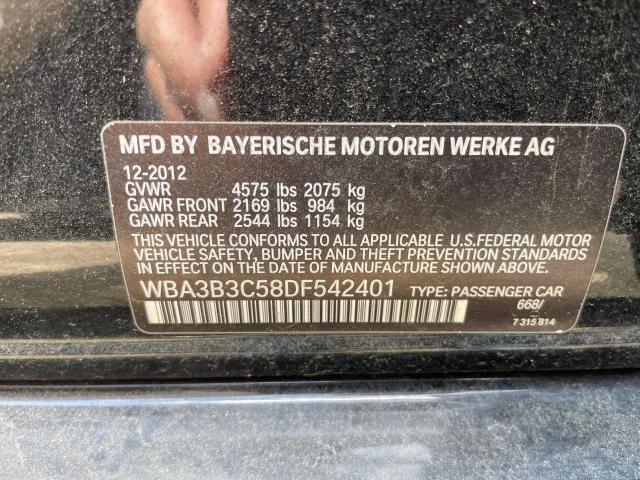 MFD BY BAYERISCHE MOTOREN WERKE AG
12-2012
GVWR 4575 lbs 2075 kg
GAWR FRONT 2169 lbs 984 kg
GAWR REAR 2544 lbs 1154 kg
THIS VEHICLE CONFORMS TO ALL APPLICABLE U.S.FEDERAL MOTOR
VEHICLE SAFETY, BUMPER AND THEFT PREVENTION STANDARDS
IN EFFECT ON THE DATE OF MANUFACTURE SHOWN ABOVE.
WBA3B3C58DF542401 TYPE: PASSENGER CAR
668/
7 315 814